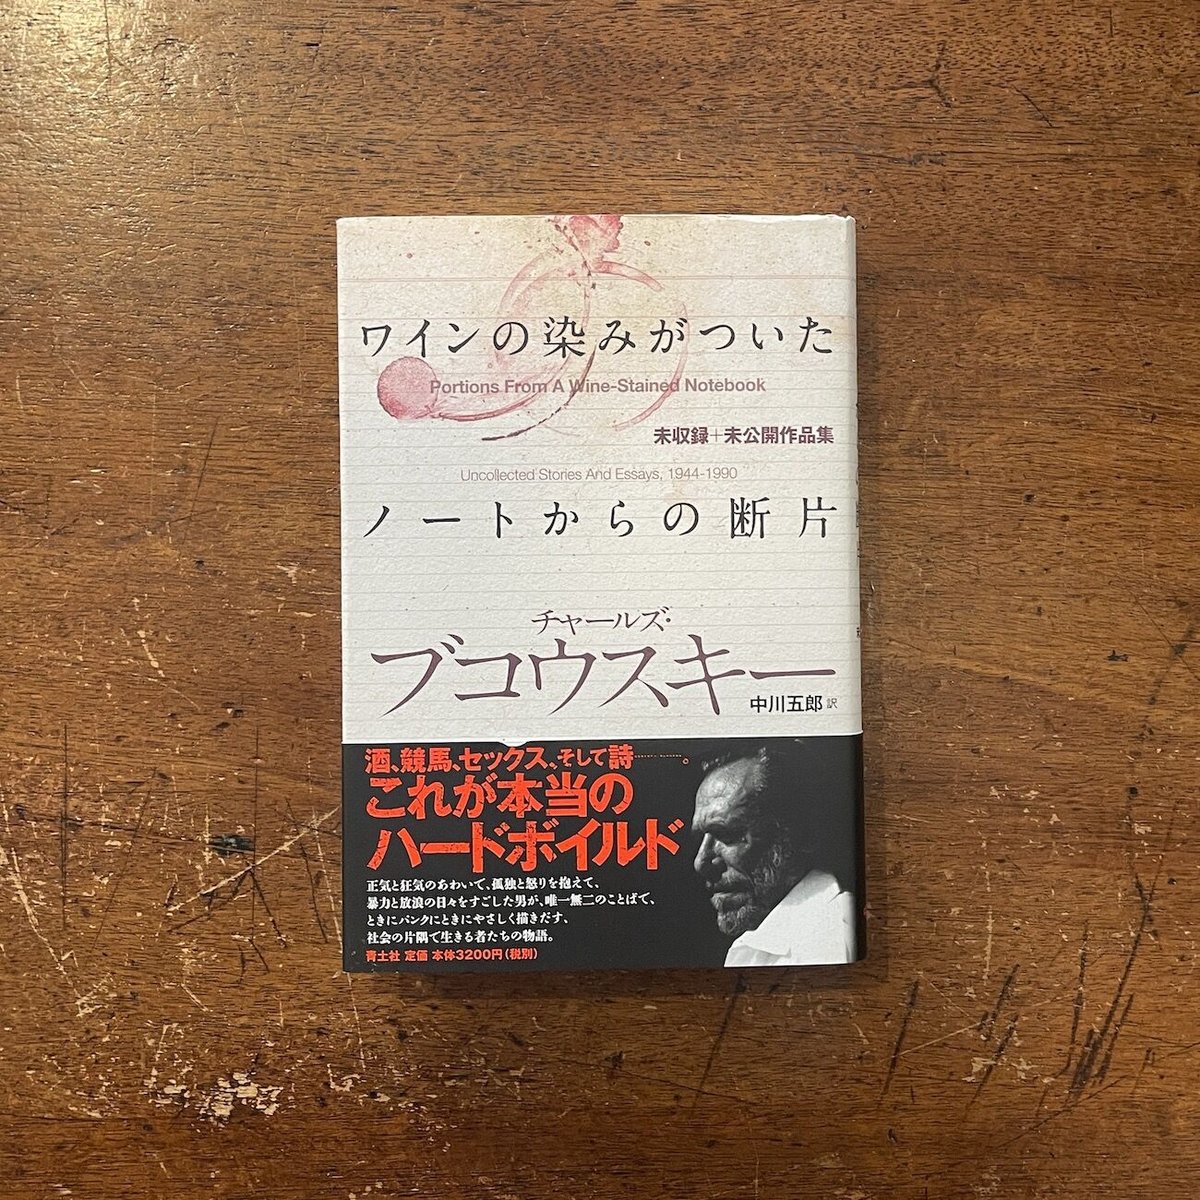 ワインの染みがついた
Portions From A Wine-Stained Notebook
未収録+未公開作品集
Uncollected Stories And Essays, 1944-1990
ノートからの断片
チャールズ・
ブコウスキー
中川五郎 訳
酒、競馬、セックス、そして詩――。
これが本当の
ハードボイルド
正気と狂気のあわいで、孤独と怒りを抱えて、
暴力と放浪の日々をすごした男が、唯一無二のことばで、
ときにパンクにときにやさしく描きだす、
社会の片隅で生きる者たちの物語。
青土社 定価 本体3200円(税別)